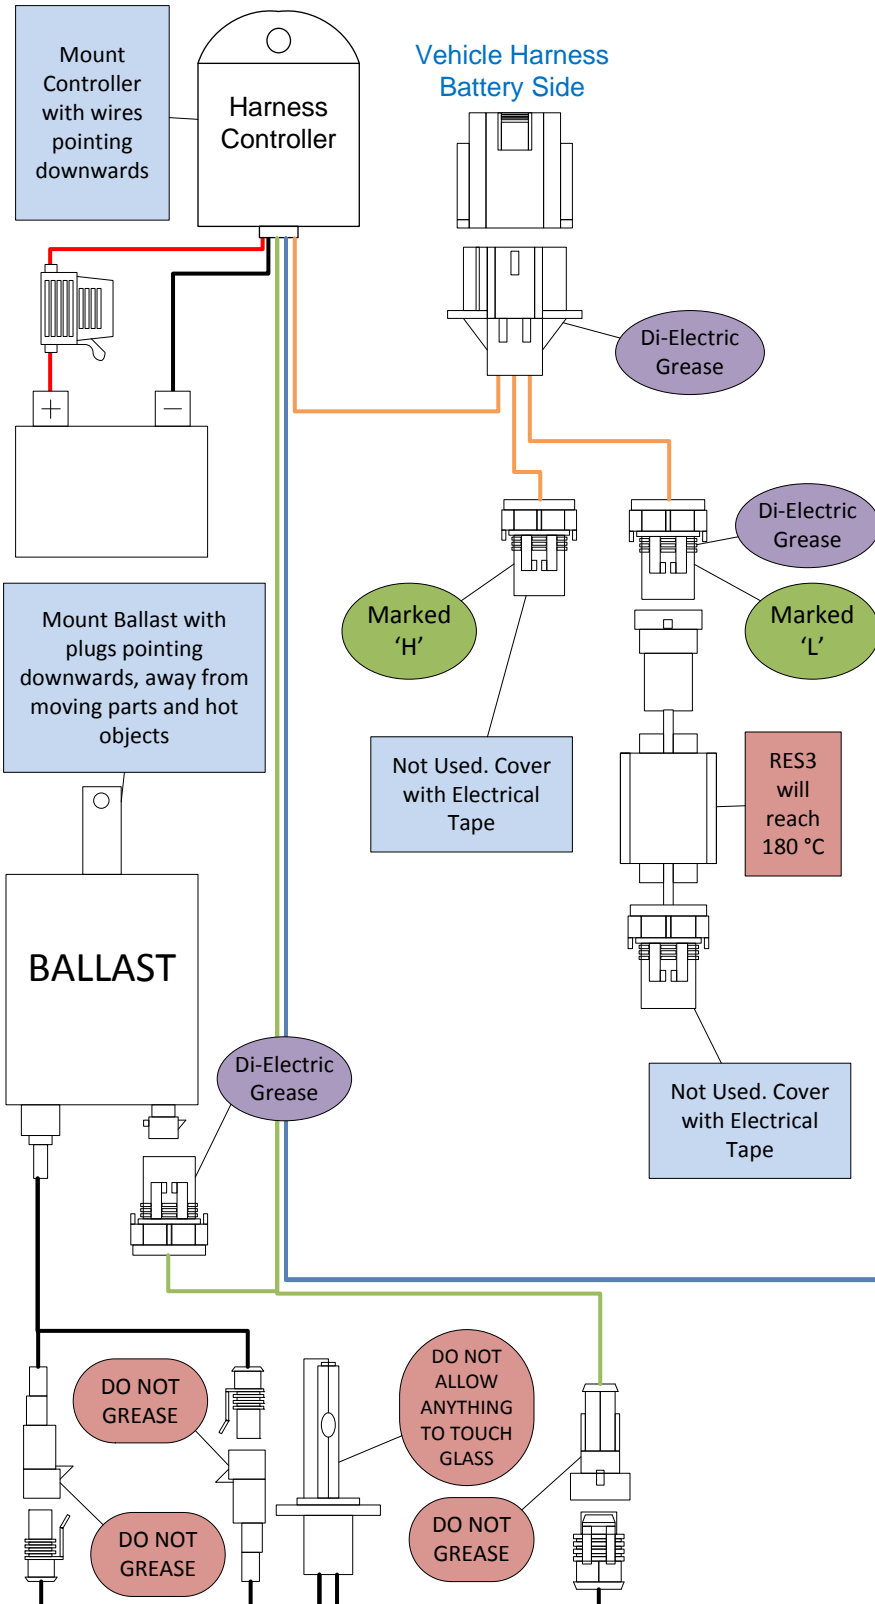 Mount
Controller
with wires
pointing
downwards
Harness
Controller
Vehicle Harness
Battery Side
Di-Electric
Grease
+
−
Di-Electric
Grease
Marked
‘H’
Marked
‘L’
Mount Ballast with
plugs pointing
downwards, away from
moving parts and hot
objects
Not Used. Cover
with Electrical
Tape
RES3
will
reach
180 °C
BALLAST
Di-Electric
Grease
Not Used. Cover
with Electrical
Tape
DO NOT
GREASE
DO NOT
ALLOW
ANYTHING
TO TOUCH
GLASS
DO NOT
GREASE
DO NOT
GREASE